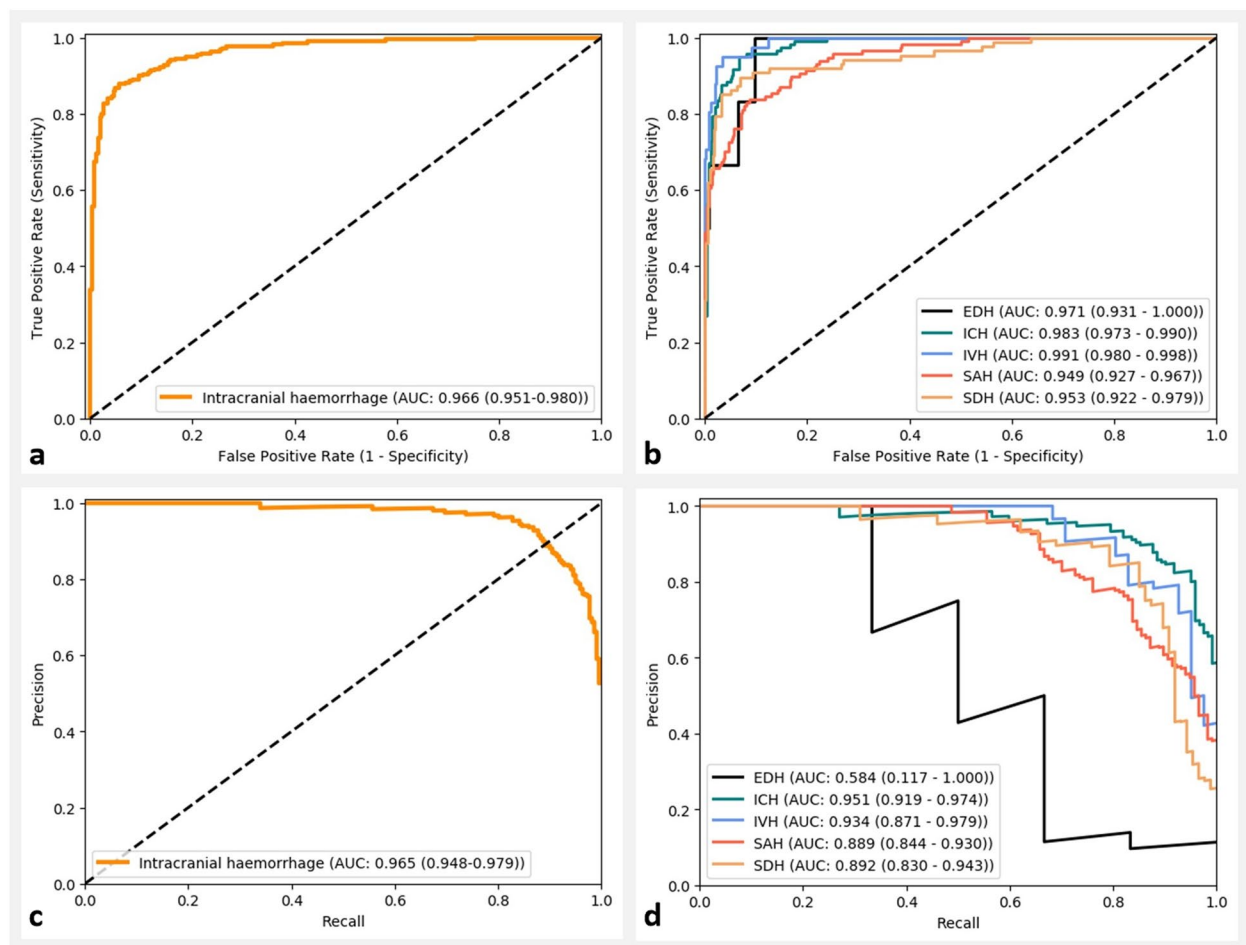 1.0
0.8
0.6
0.4
0.2
0.0
True Positive Rate (Sensitivity)
Intracranial haemorrhage (AUC: 0.966 (0.951-0.980))
0.0 0.2 0.4 0.6 0.8 1.0
False Positive Rate (1 - Specificity)
a
1.0
0.8
0.6
0.4
0.2
0.0
True Positive Rate (Sensitivity)
EDH (AUC: 0.971 (0.931 - 1.000))
ICH (AUC: 0.983 (0.973 - 0.990))
IVH (AUC: 0.991 (0.980 - 0.998))
SAH (AUC: 0.949 (0.927 - 0.967))
SDH (AUC: 0.953 (0.922 - 0.979))
0.0 0.2 0.4 0.6 0.8 1.0
False Positive Rate (1 - Specificity)
b
1.0
0.8
0.6
0.4
0.2
0.0
Precision
Intracranial haemorrhage (AUC: 0.965 (0.948-0.979))
0.0 0.2 0.4 0.6 0.8 1.0
Recall
c
1.0
0.8
0.6
0.4
0.2
0.0
Precision
EDH (AUC: 0.584 (0.117 - 1.000))
ICH (AUC: 0.951 (0.919 - 0.974))
IVH (AUC: 0.934 (0.871 - 0.979))
SAH (AUC: 0.889 (0.844 - 0.930))
SDH (AUC: 0.892 (0.830 - 0.943))
0.0 0.2 0.4 0.6 0.8 1.0
Recall
d